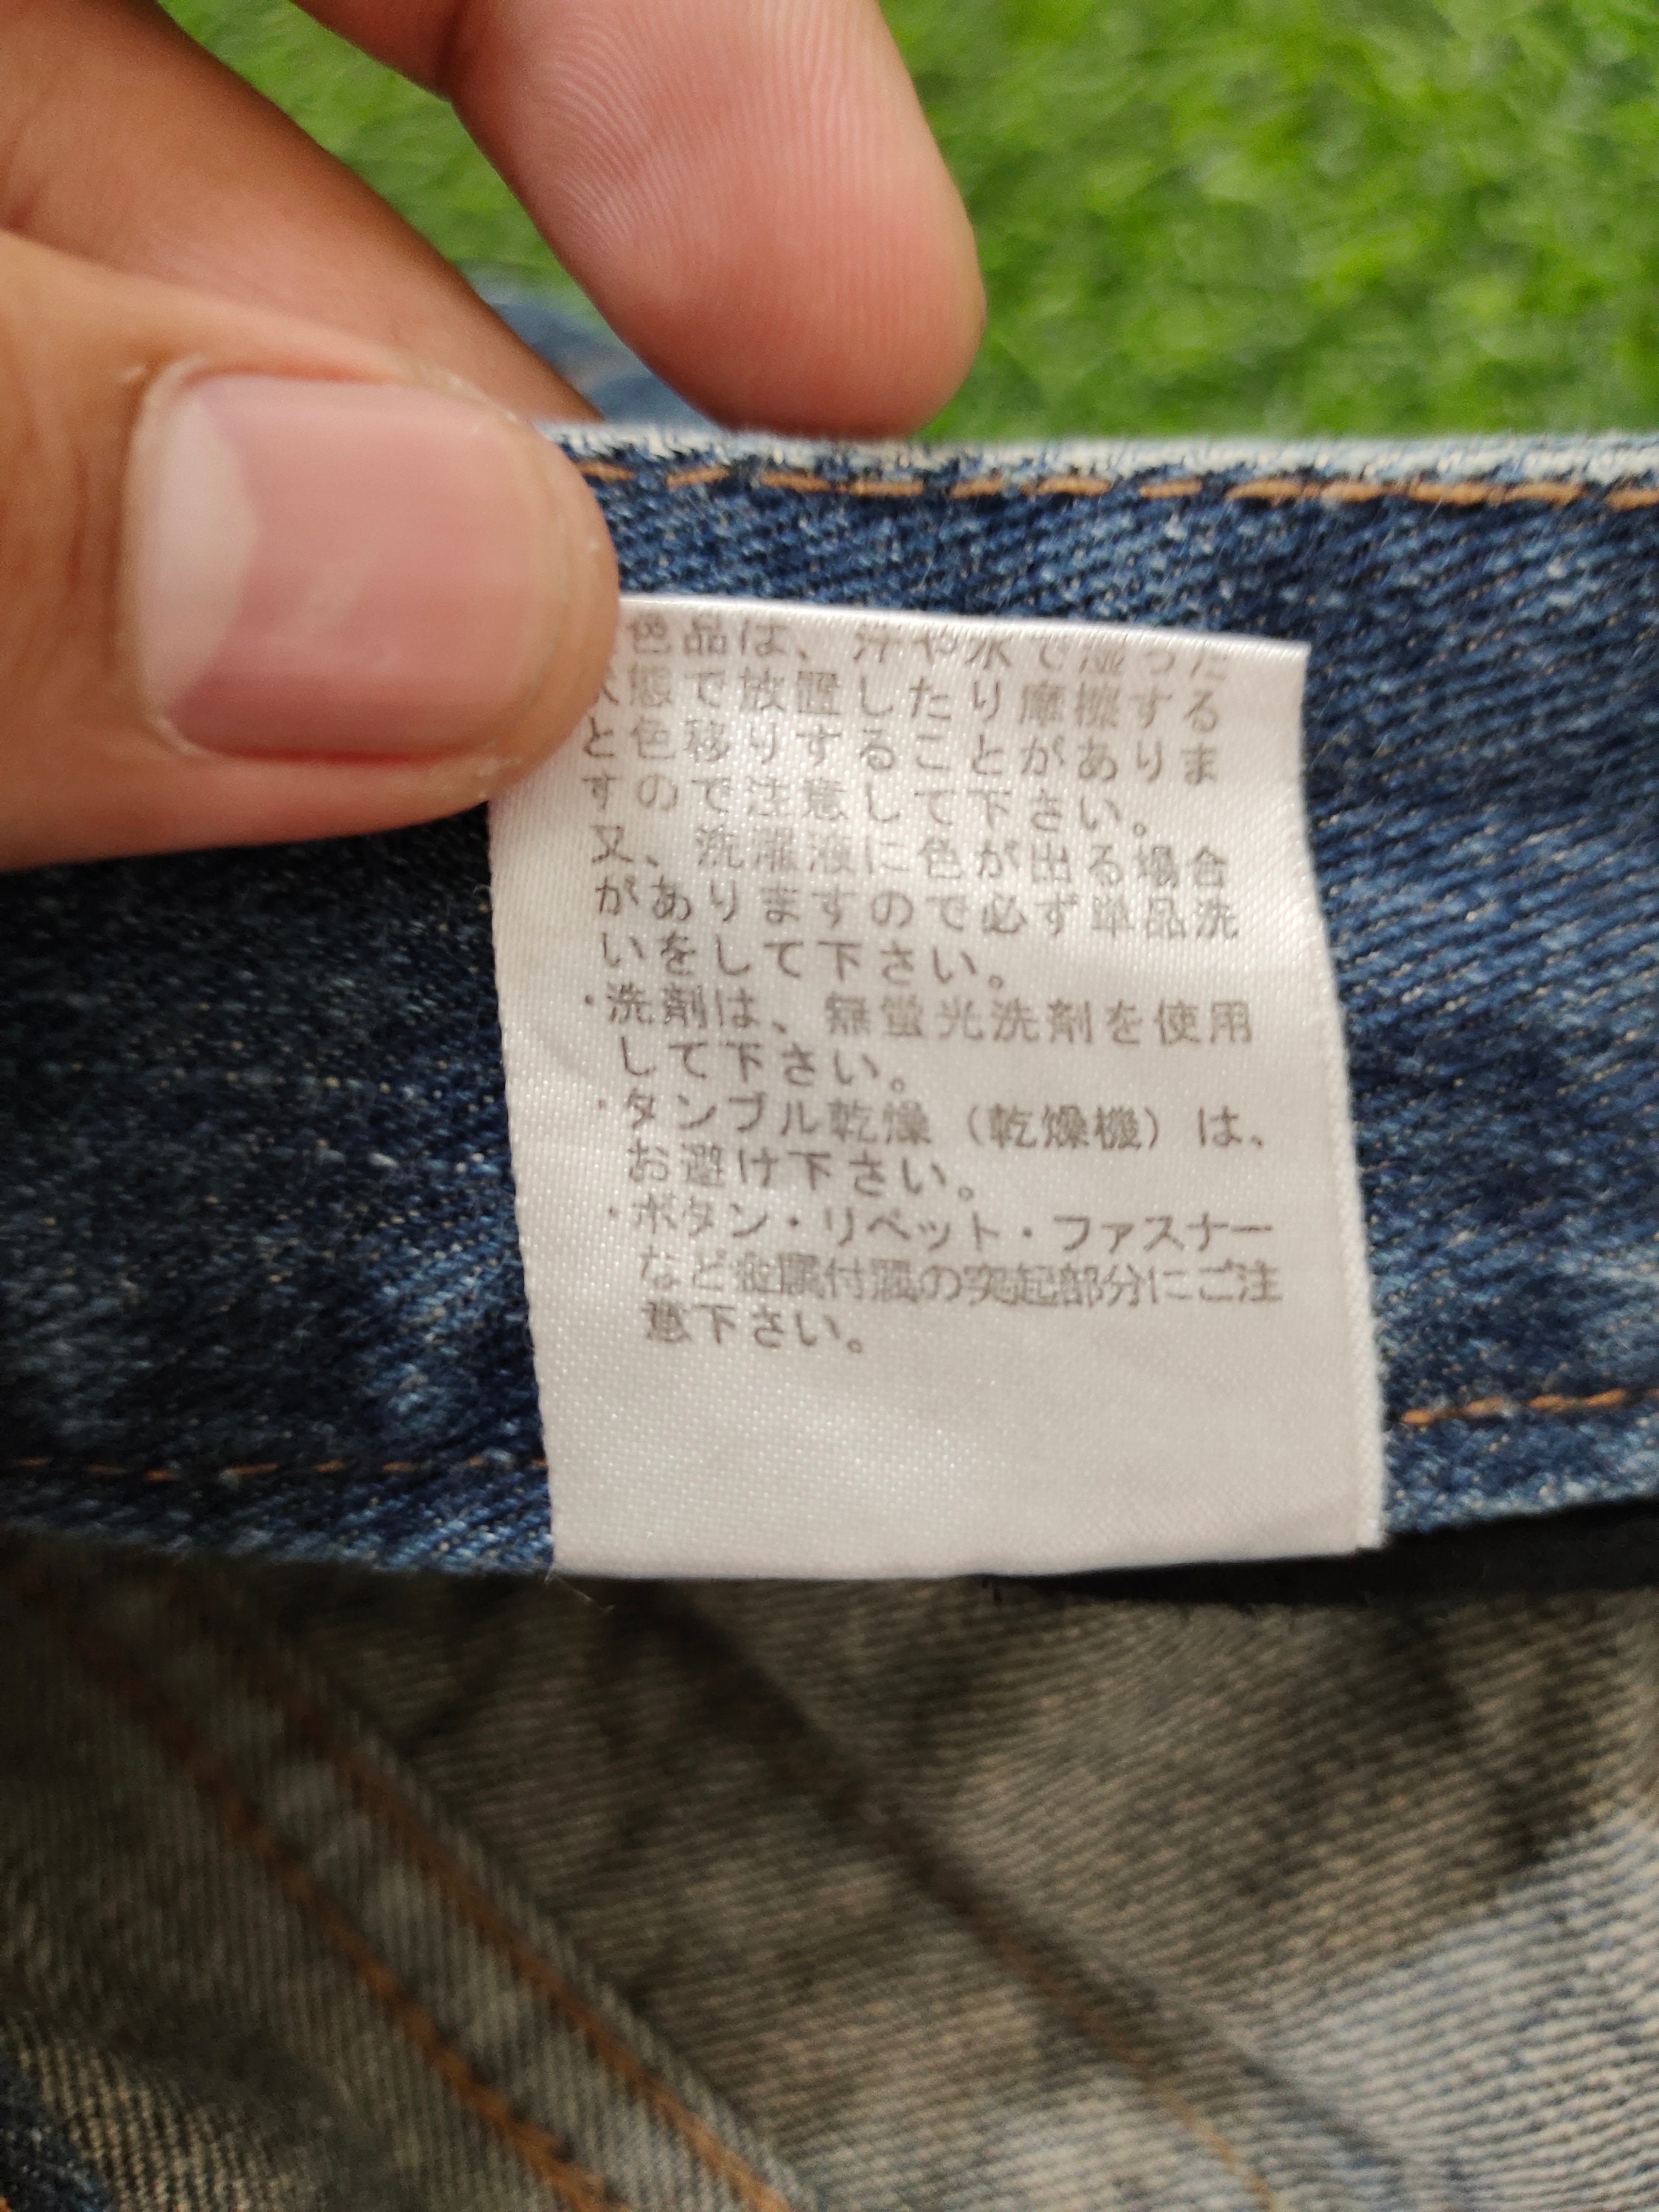 色品は、汗や水で湿った
態で放置したり摩擦する
と色移りすることがありま
すので注意して下さい。
又、洗濯液に色が出る場合
がありますので必ず単品洗
いをして下さい。
・洗剤は、無蛍光洗剤を使用
して下さい。
・タンブル乾燥（乾燥機）は、
お避け下さい。
・ボタン・リベット・ファスナー
など金属付属の突起部分にご注
意下さい。